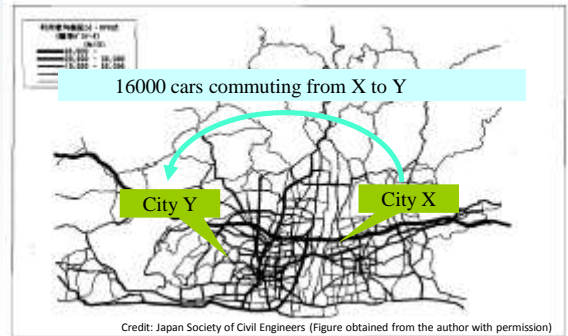 16000 cars commuting from X to Y
City Y
City X
Credit: Japan Society of Civil Engineers (Figure obtained from the author with permission)